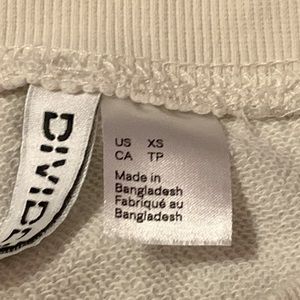 DIVIDE
US XS
CA TP
Made in
Bangladesh
Fabriqué au
Bangladesh